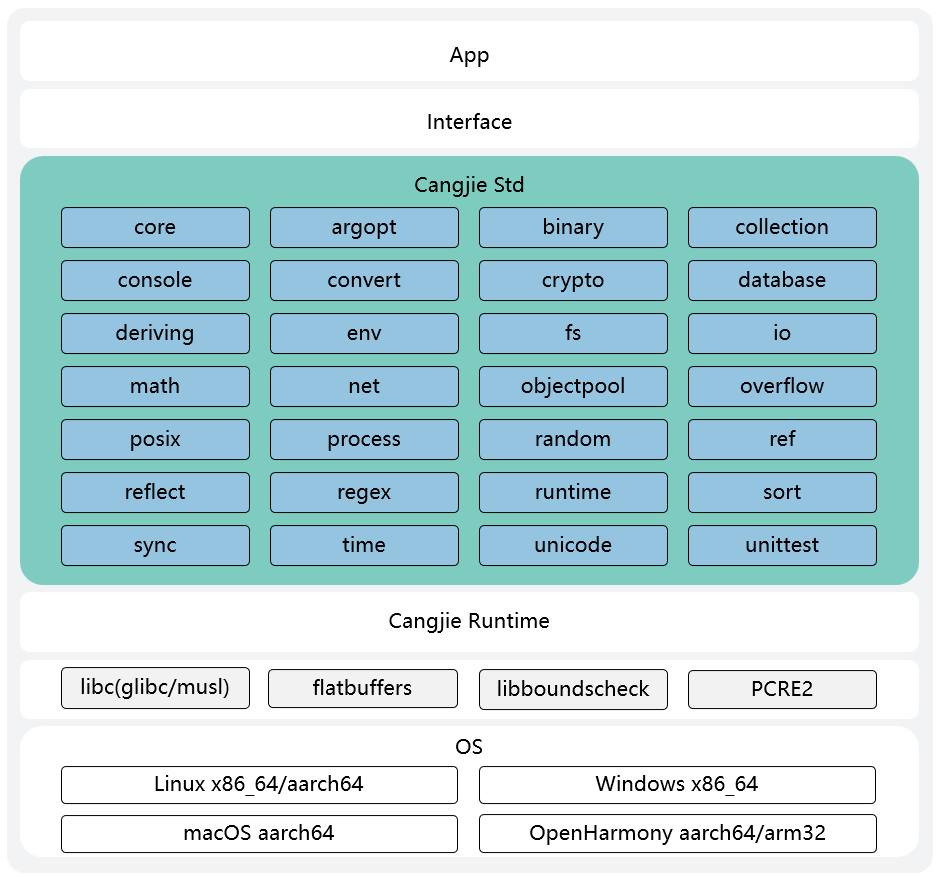 App
Interface
Cangjie Std
core argopt binary collection
console convert crypto database
deriving env fs io
math net objectpool overflow
posix process random ref
reflect regex runtime sort
sync time unicode unittest
Cangjie Runtime
libc(glibc/musl) flatbuffers libboundscheck PCRE2
OS
Linux x86_64/aarch64 Windows x86_64
macOS aarch64 OpenHarmony aarch64/arm32